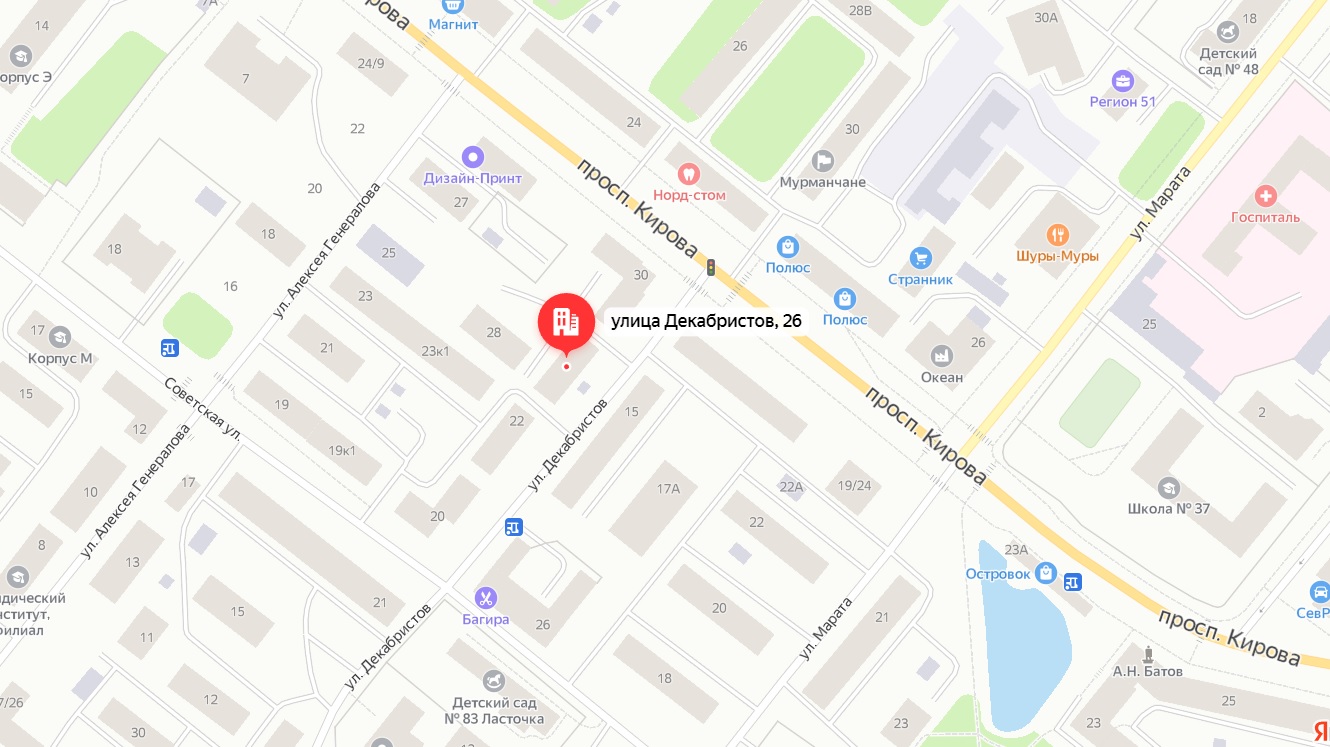 14
7А
Магнит
28В
30А
18
Корпус Э
7
24/9
26
Детский
сад № 48
Регион 51
22
24
30
просп. Кирова
Дизайн-Принт
27
Норд-стом
Мурманчане
ул. Марата
Госпиталь
20
18
18
25
16
23
ул. Алексея Генералова
30
Полюс
Странник
Шуры-Муры
Полюс
улица Декабристов, 26
28
21
23к1
17
Корпус М
26
Океан
25
15
12
Советская ул.
19
19к1
22
15
ул. Декабристов
просп. Кирова
2
10
17
20
17А
22А
19/24
Школа № 37
8
ул. Алексея Генералова
13
22
23А
Островок
11
15
21
Багира
26
20
ул. Марата
21
просп. Кирова
ул. Декабристов
12
Детский сад
№ 83 Ласточка
18
А.Н. Батов
30
23
23
25
Я